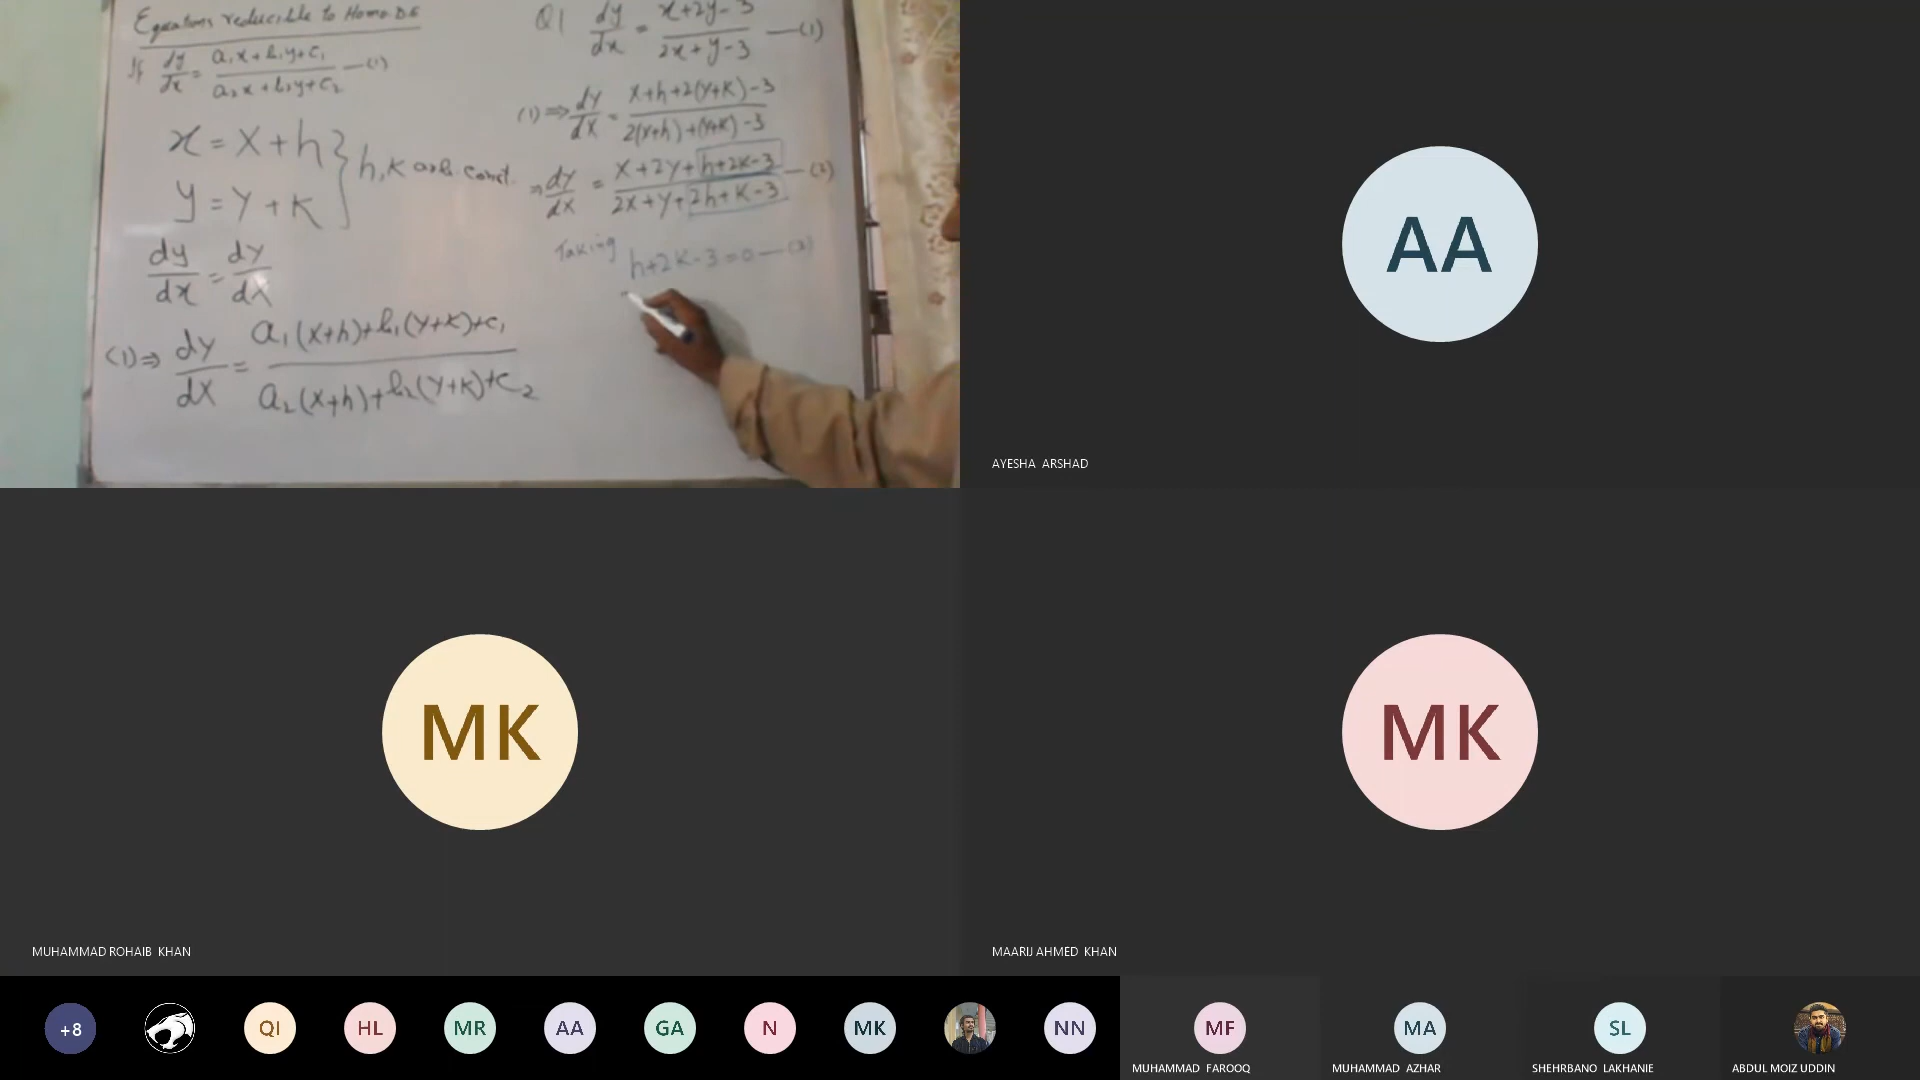 Equations reducible to Homo D.E
If dy/dx = a₁x + b₁y + c₁ / a₂x + b₂y + c₂ —(1)
x = X + h
y = Y + K
} h, K arb. const.
dy/dx = dY/dX
(1) ⇒ dY/dX = a₁(X+h) + b₁(Y+K) + c₁ / a₂(X+h) + b₂(Y+K) + c₂
Q1 dy/dx = x + 2y - 3 / 2x + y - 3 —(1)
(1) ⇒ dY/dX = X + h + 2(Y+K) - 3 / 2(X+h) + (Y+K) - 3
⇒ dY/dX = X + 2Y + h + 2K - 3 / 2X + Y + 2h + K - 3 —(2)
Taking
h + 2K - 3 = 0 —(3)
AA
AYESHA ARSHAD
MK
MUHAMMAD ROHAIB KHAN
MK
MAARIJ AHMED KHAN
+8
QI
HL
MR
AA
GA
N
MK
NN
MF
MUHAMMAD FAROOQ
MA
MUHAMMAD AZHAR
SL
SHEHRBANO LAKHANIE
ABDUL MOIZ UDDIN